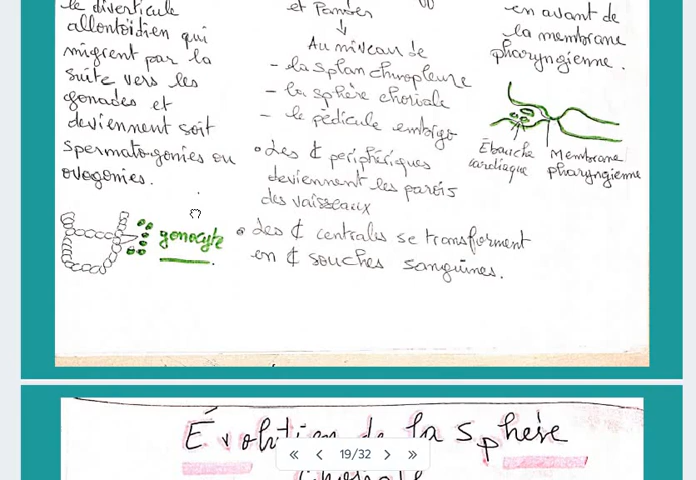 le diverticule
allantoïdien qui
migrent par la
suite vers les
gonades et
deviennent soit
spermatogonies ou
ovogonies.
gonocyte
Au niveau de
- la splanchnopleure
- la sphère choriale
- le pédicule embryo
• Les ₵ periphériques
deviennent les parois
des vaisseaux
• Les ₵ centrales se transforment
en ₵ souches sanguines.
en avant de
la membrane
pharyngienne.
Ébauche
cardiaque
Membrane
pharyngienne
Évolution de la sphère
choriale
19/32